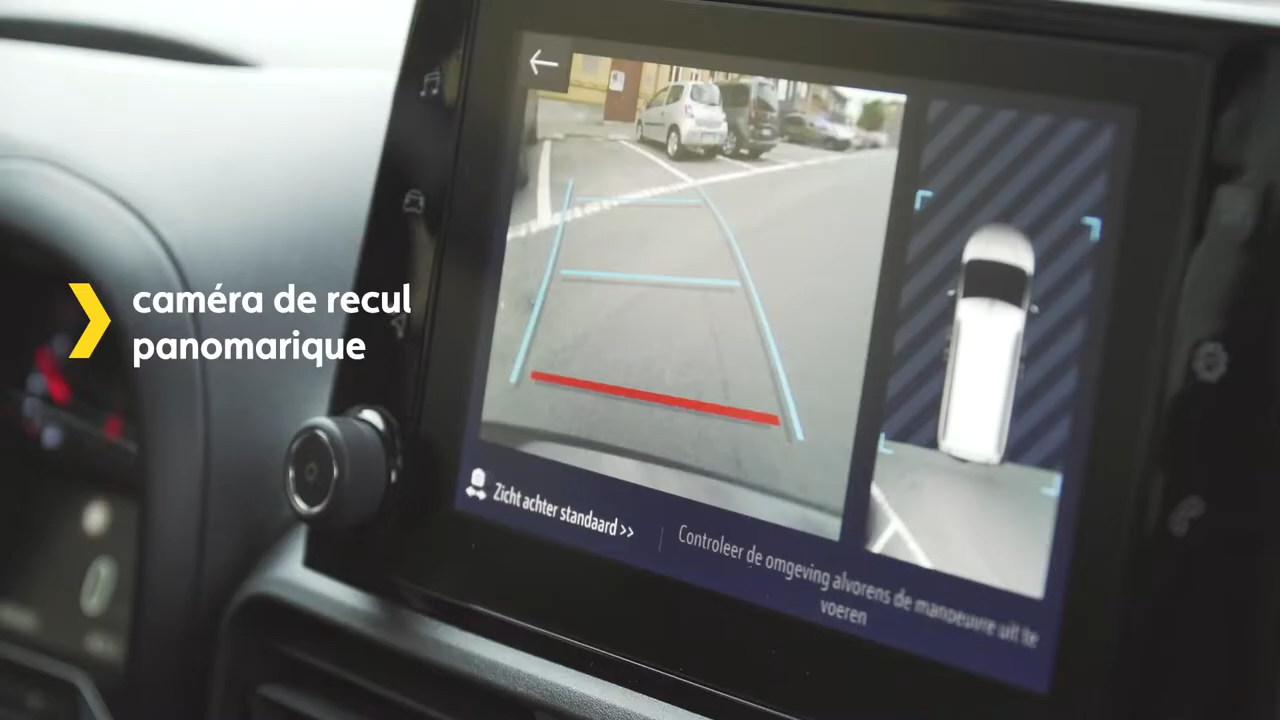 caméra de recul
panomarique
Zicht achter standaard >>
Controleer de omgeving alvorens de manoeuvre uit te
voeren